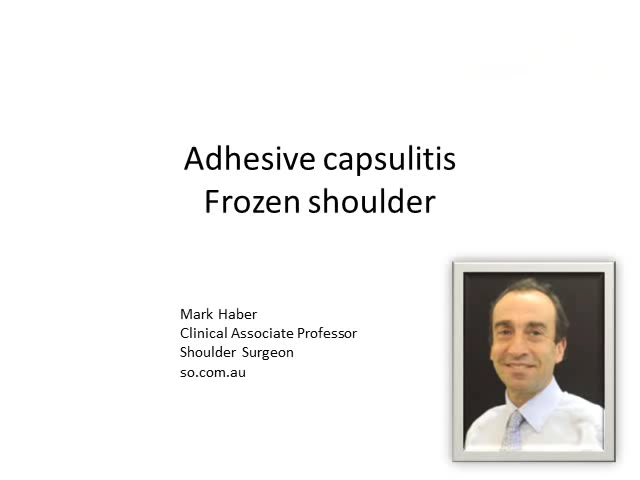 Adhesive capsulitis
Frozen shoulder
Mark Haber
Clinical Associate Professor
Shoulder Surgeon
so.com.au